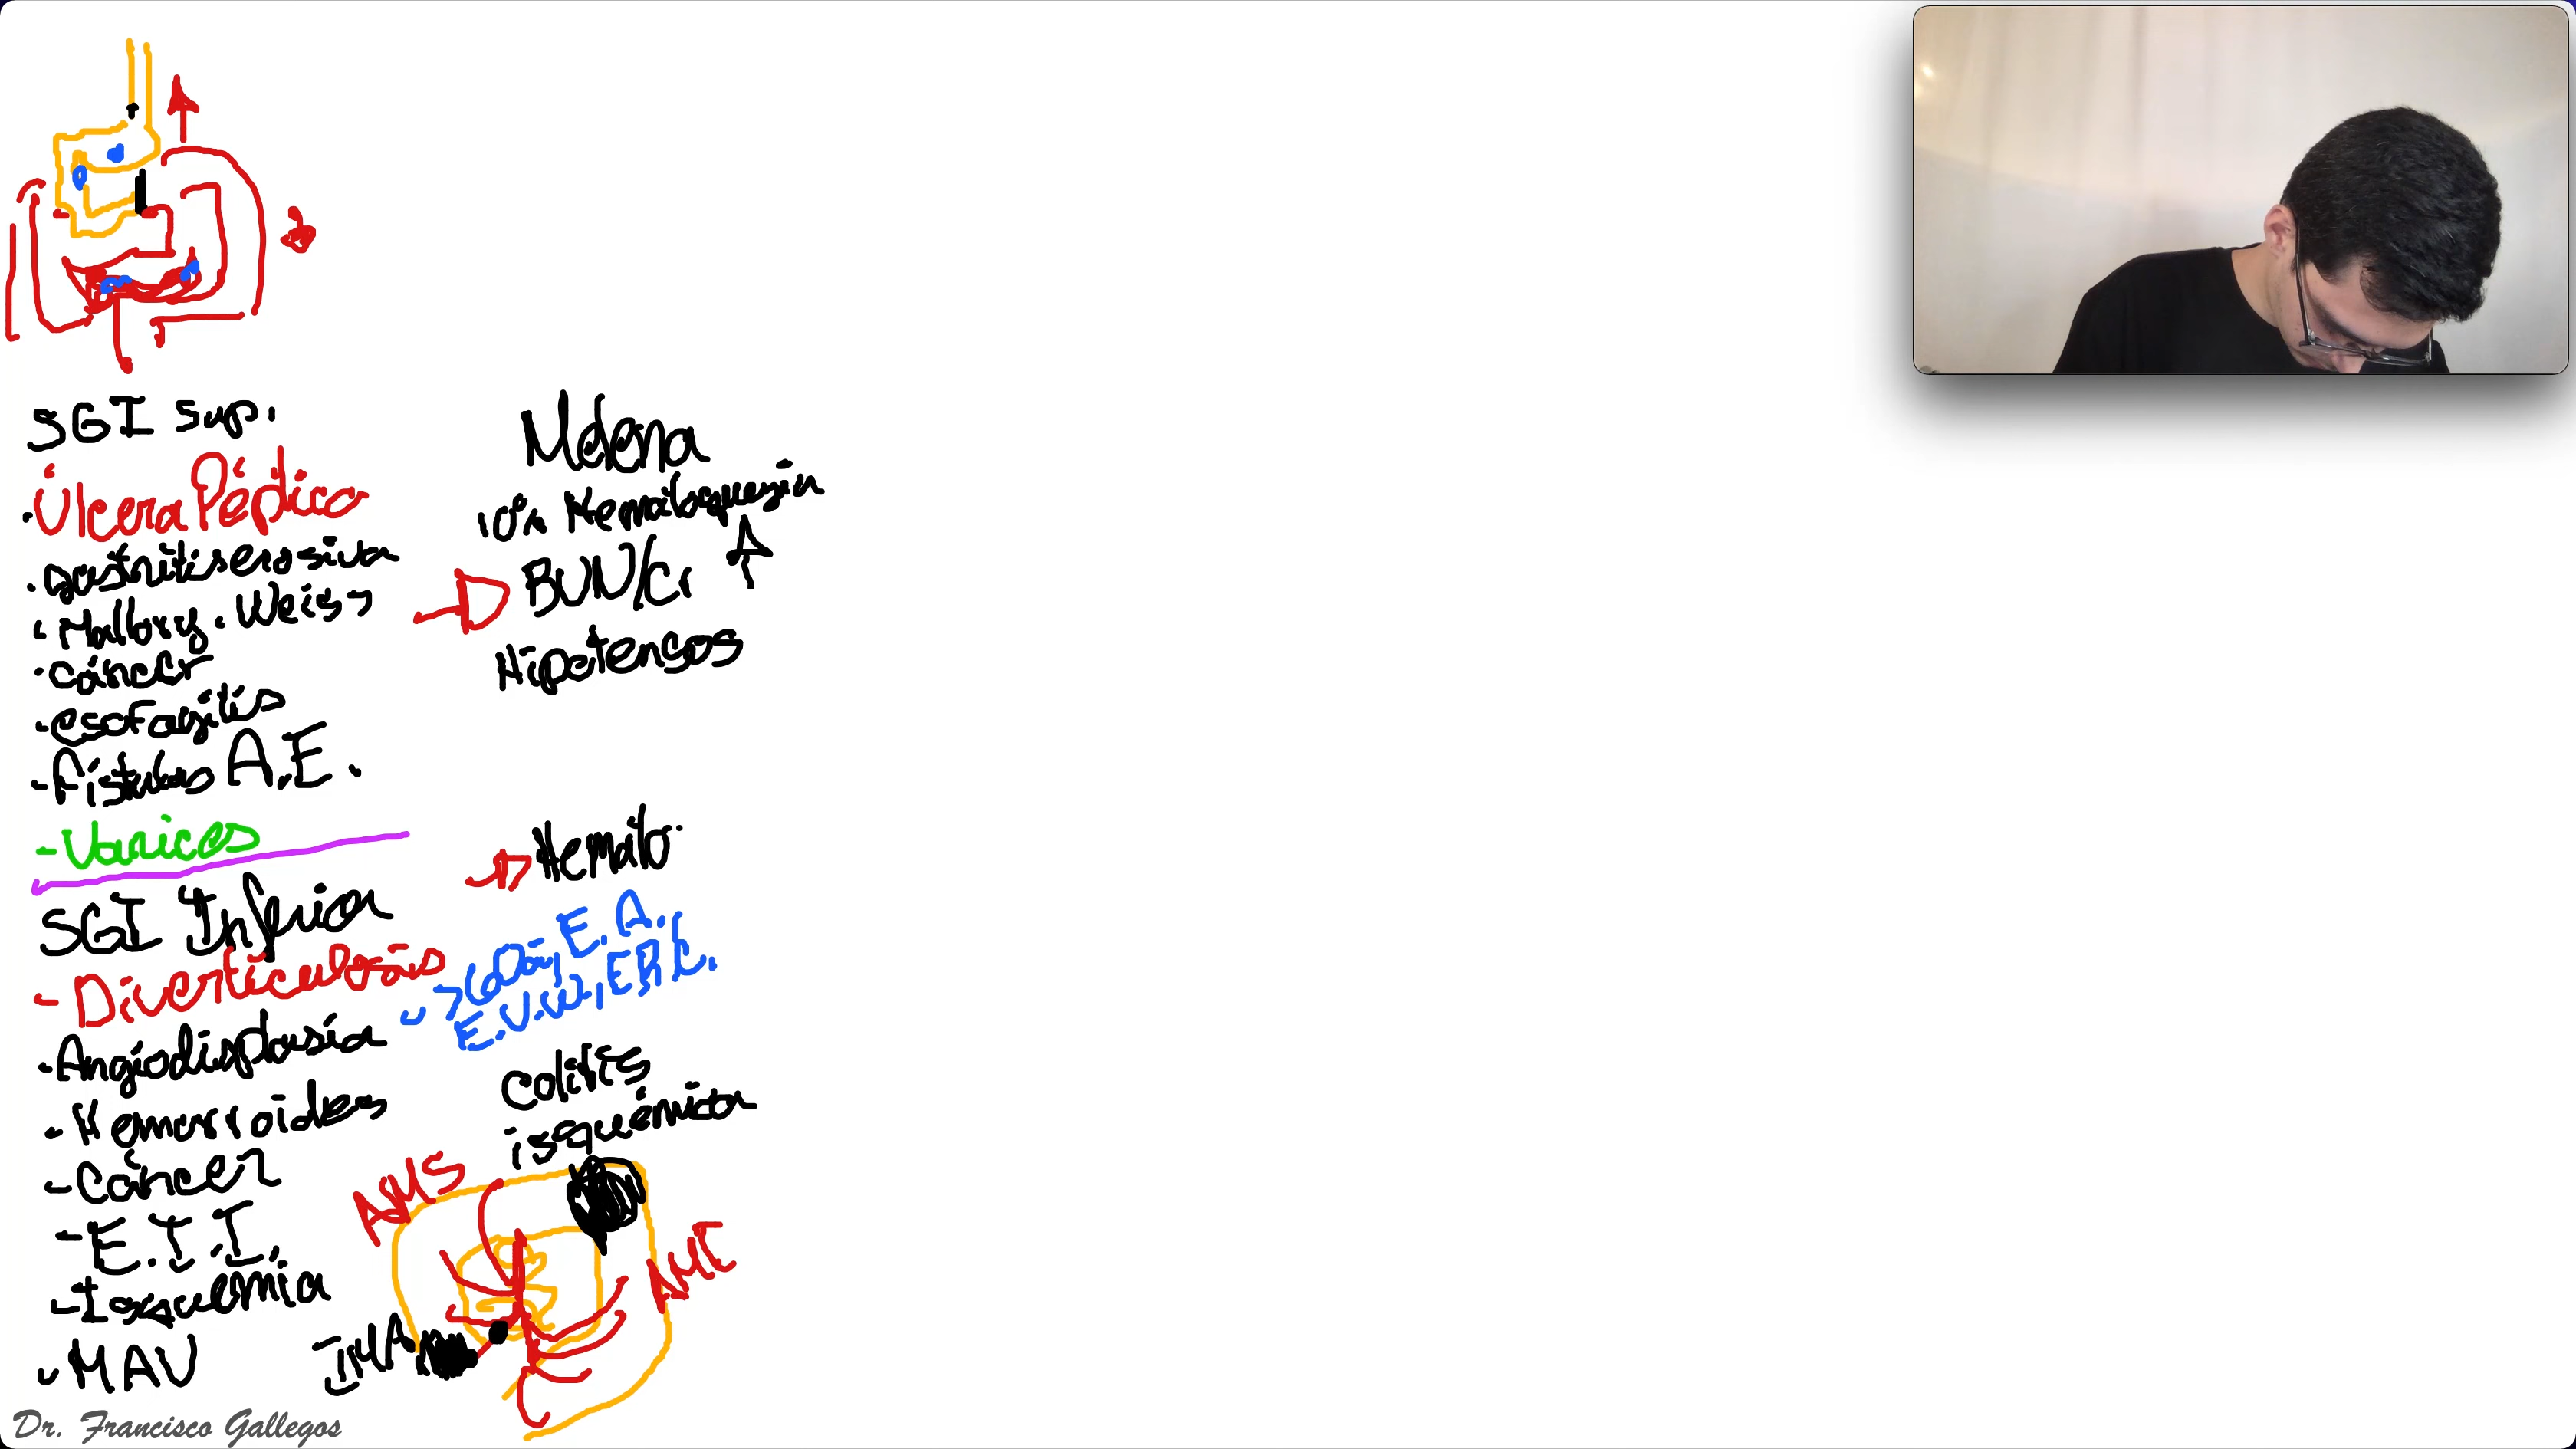 SGI Sup.
· Úlcera Péptica
· gastritis erosiva
· Mallory-Weiss
· cáncer
- esofagitis
- Fístulas A.E.
- Varices
Melena
10% Hematoquezia
BUN/Cr ↑
Hipotensos
SGI Inferior
- Diverticulosis
- Angiodisplasia
- Hemorroides
- Cáncer
- E.I.I.
- Isquemia
- MAV
Hemato.
E.A.,
E.V.W., ERC.
Colitis
isquémica
AMS
AMI
IMA
Dr. Francisco Gallegos